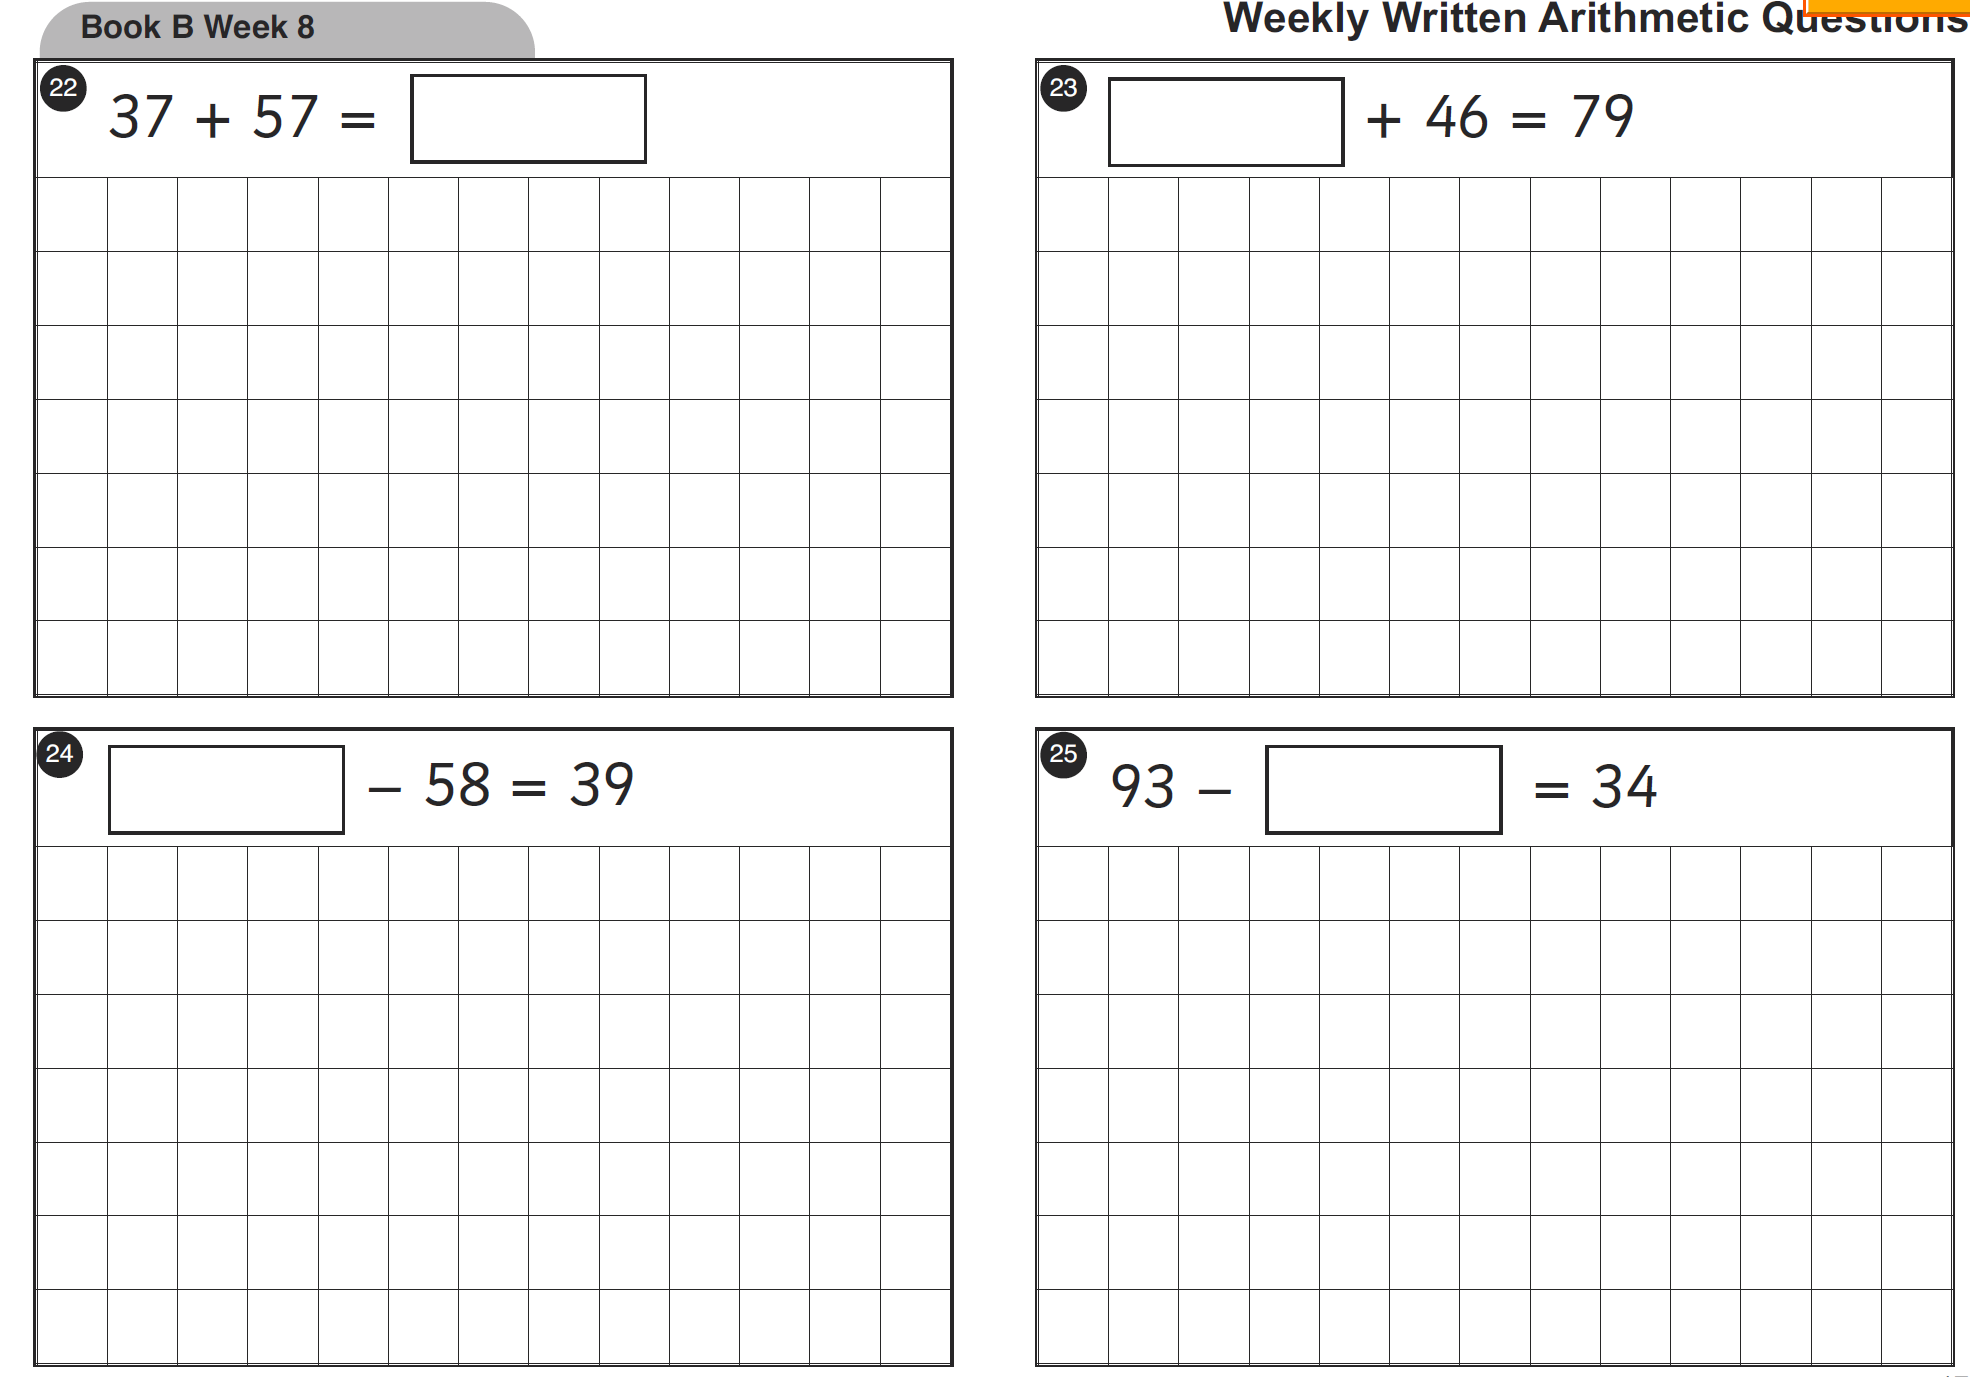 Book B Week 8
Weekly Written Arithmetic Questions
22
37 + 57 =
23
+ 46 = 79
24
– 58 = 39
25
93 –  = 34